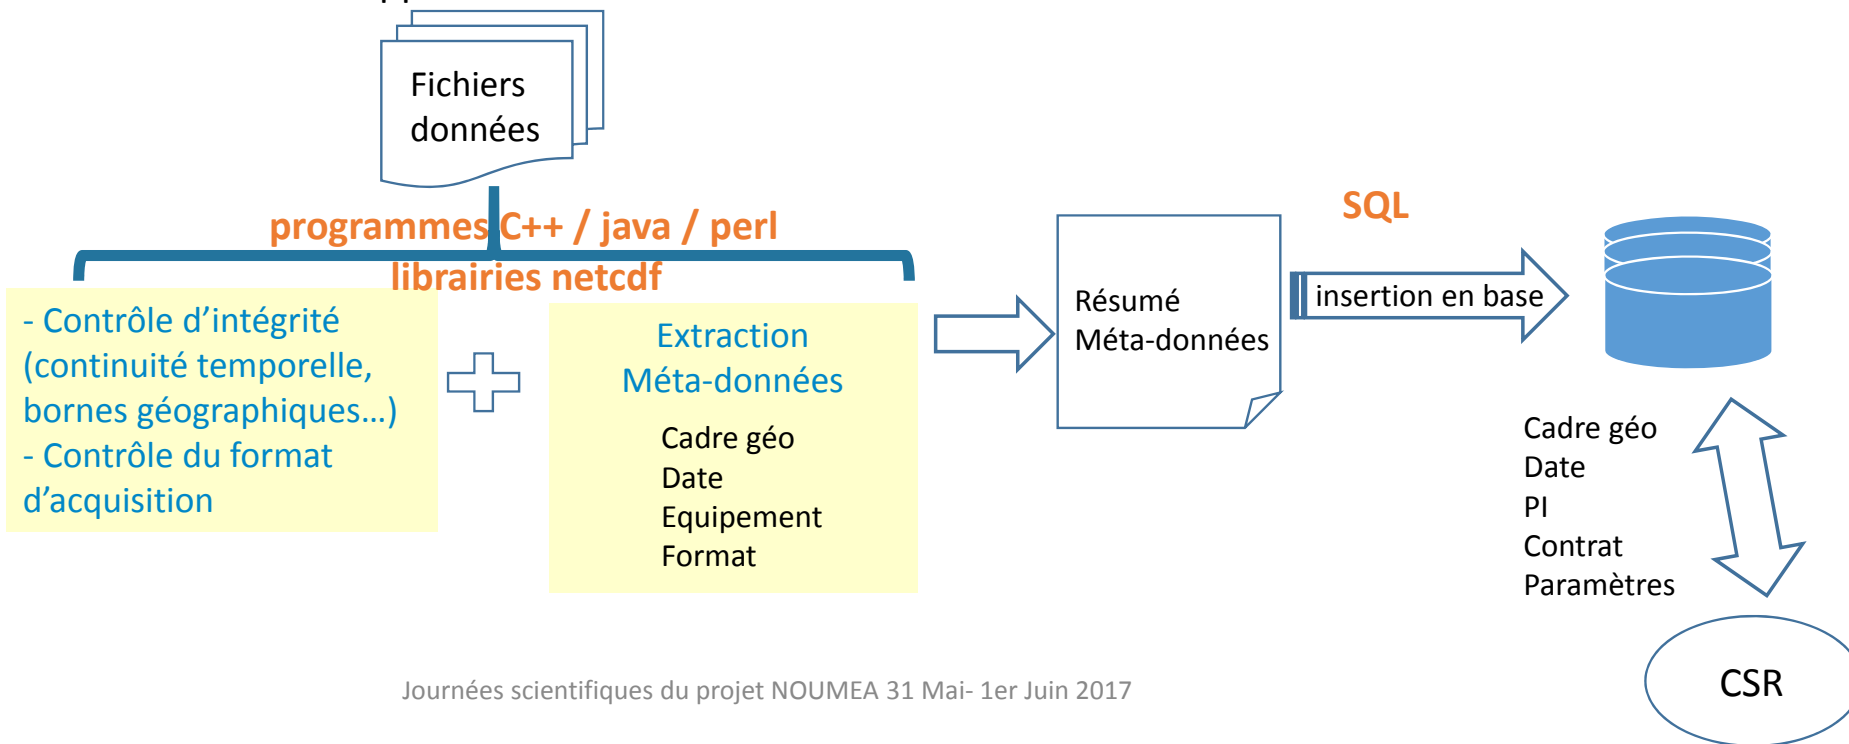 pp
Fichiers
données
programmes C++ / java / perl
librairies netcdf
- Contrôle d’intégrité
(continuité temporelle,
bornes géographiques…)
- Contrôle du format
d’acquisition
Extraction
Méta-données
Cadre géo
Date
Equipement
Format
Résumé
Méta-données
SQL
insertion en base
Cadre géo
Date
PI
Contrat
Paramètres
CSR
Journées scientifiques du projet NOUMEA 31 Mai- 1er Juin 2017